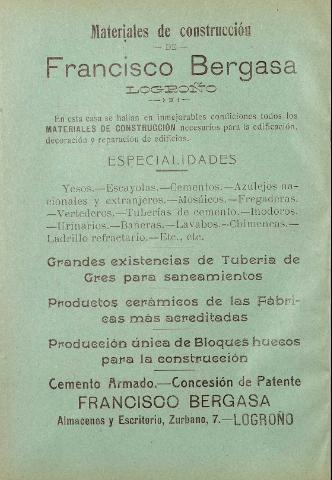 Materiales de construcción
— DE —
Francisco Bergasa
LOGROÑO
En esta casa se hallan en inmejorables condiciones todos los
MATERIALES DE CONSTRUCCIÓN necesarios para la edificación,
decoración y reparación de edificios.
ESPECIALIDADES
Yesos.—Escayolas.—Cementos.—Azulejos na-
cionales y extranjeros.—Mosáicos.—Fregaderas.
—Vertederos.—Tuberías de cemento.—Inodoros.
—Urinarios.—Bañeras.—Lavabos.—Chimeneas.—
Ladrillo refractario.—Etc., etc.
Grandes existencias de Tuberia de
Gres para saneamientos
Productos cerámicos de las Fábri-
cas más acreditadas
Producción única de Bloques huecos
para la construcción
Cemento Armado.—Concesión de Patente
FRANCISCO BERGASA
Almacenes y Escritorio, Zurbano, 7.—LOGROÑO